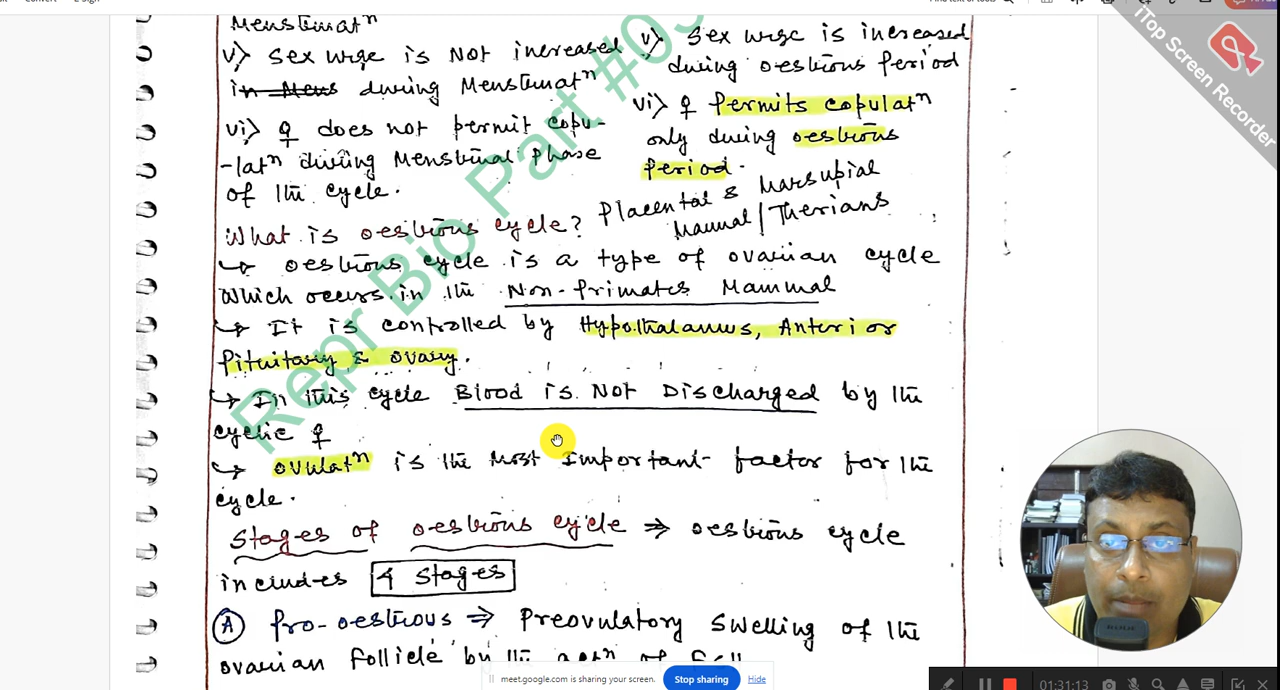 Menstruatⁿ
v) Sex urge is Not increased
in Mens during Menstruatⁿ
vi) ♀ does not permit copu-
-latⁿ during Menstrual phase
of the cycle.
v) Sex urge is increased
during oestrous period
vi) ♀ permits copulatⁿ
only during oestrous
period.
What is oestrous cycle? Placental & Marsupial
Mammal / Therians
↳ oestrous cycle is a type of ovarian cycle
which occurs in the Non-Primates Mammal
↳ It is controlled by Hypothalamus, Anterior
Pituitary & ovary.
↳ In this cycle Blood is Not Discharged by the
cyclic ♀
↳ ovulatⁿ is the Most important factor for the
cycle.
Stages of oestrous cycle ⇒ oestrous cycle
includes 4 Stages
(A) Pro-oestrous ⇒ Preovulatory swelling of the
ovarian follicle by the actⁿ of
Repr Bio Part #03
iTop Screen Recorder
RODE
meet.google.com is sharing your screen. Stop sharing Hide
01:31:13